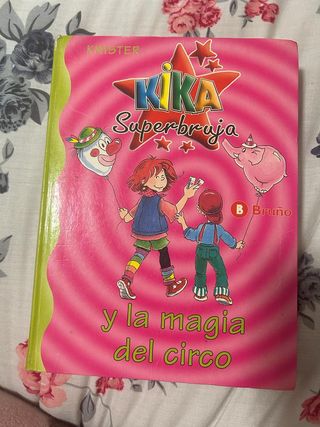 KNISTER
KiKA
Superbruja
B Bruño
y la magia
del circo